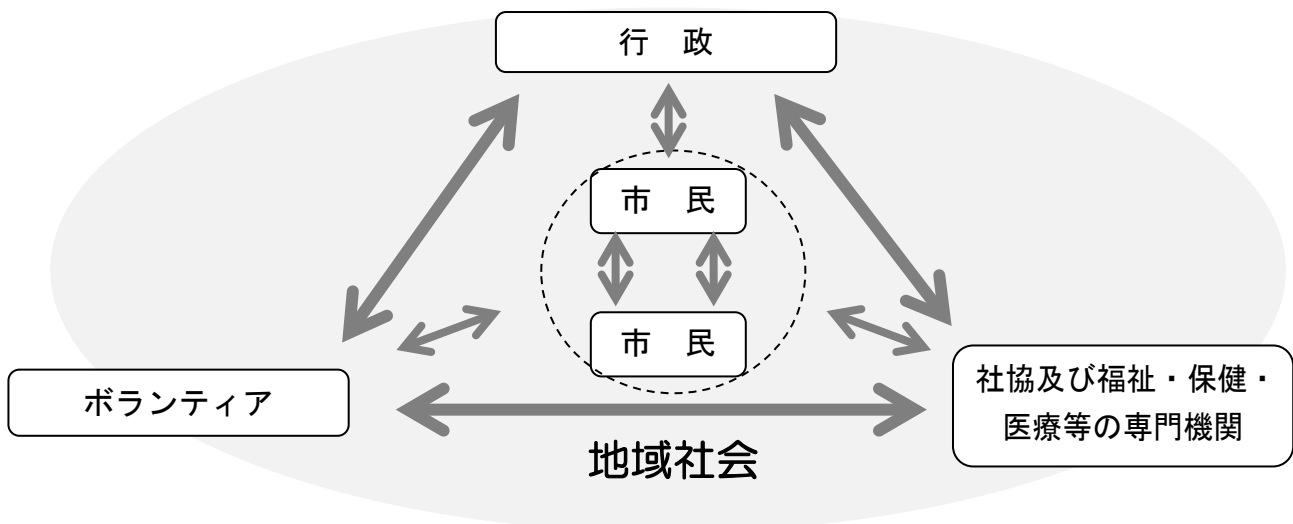 行　政
市　民
市　民
ボランティア
社協及び福祉・保健・
医療等の専門機関
地域社会